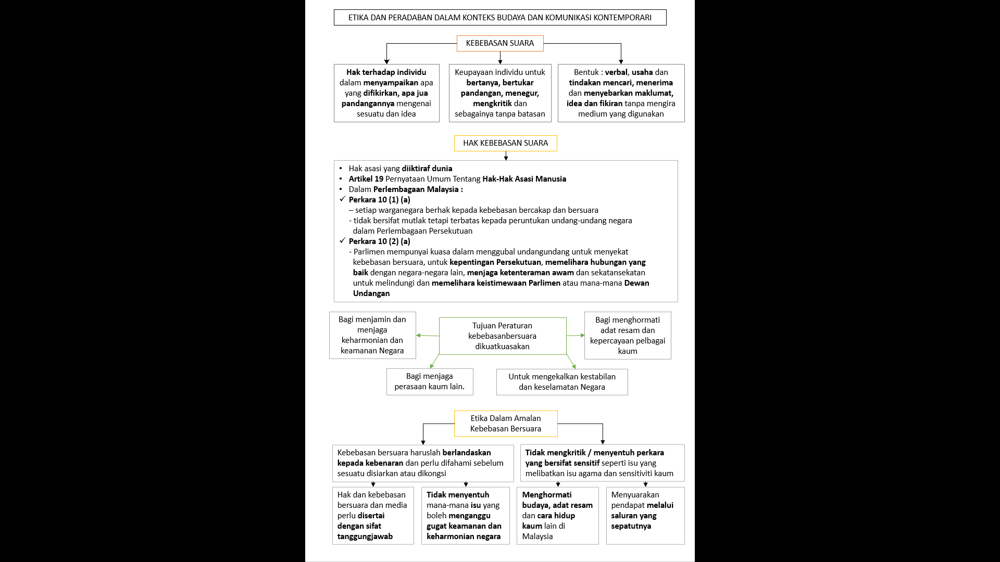 ETIKA DAN PERADABAN DALAM KONTEKS BUDAYA DAN KOMUNIKASI KONTEMPORARI
KEBEBASAN SUARA
Hak terhadap individu
dalam menyampaikan apa
yang difikirkan, apa jua
pandangannya mengenai
sesuatu dan idea
Keupayaan individu untuk
bertanya, bertukar
pandangan, menegur,
mengkritik dan
sebagainya tanpa batasan
Bentuk : verbal, usaha dan
tindakan mencari, menerima
dan menyebarkan maklumat,
idea dan fikiran tanpa mengira
medium yang digunakan
HAK KEBEBASAN SUARA
• Hak asasi yang diiktiraf dunia
• Artikel 19 Pernyataan Umum Tentang Hak-Hak Asasi Manusia
• Dalam Perlembagaan Malaysia :
✓ Perkara 10 (1) (a)
– setiap warganegara berhak kepada kebebasan bercakap dan bersuara
- tidak bersifat mutlak tetapi terbatas kepada peruntukan undang-undang negara
dalam Perlembagaan Persekutuan
✓ Perkara 10 (2) (a)
- Parlimen mempunyai kuasa dalam menggubal undangundang untuk menyekat
kebebasan bersuara, untuk kepentingan Persekutuan, memelihara hubungan yang
baik dengan negara-negara lain, menjaga ketenteraman awam dan sekatansekatan
untuk melindungi dan memelihara keistimewaan Parlimen atau mana-mana Dewan
Undangan
Bagi menjamin dan
menjaga
keharmonian dan
keamanan Negara
Tujuan Peraturan
kebebasanbersuara
dikuatkuasakan
Bagi menghormati
adat resam dan
kepercayaan pelbagai
kaum
Bagi menjaga
perasaan kaum lain.
Untuk mengekalkan kestabilan
dan keselamatan Negara
Etika Dalam Amalan
Kebebasan Bersuara
Kebebasan bersuara haruslah berlandaskan
kepada kebenaran dan perlu difahami sebelum
sesuatu disiarkan atau dikongsi
Tidak mengkritik / menyentuh perkara
yang bersifat sensitif seperti isu yang
melibatkan isu agama dan sensitiviti kaum
Hak dan kebebasan
bersuara dan media
perlu disertai
dengan sifat
tanggungjawab
Tidak menyentuh
mana-mana isu yang
boleh menganggu
gugat keamanan dan
keharmonian negara
Menghormati
budaya, adat resam
dan cara hidup
kaum lain di
Malaysia
Menyuarakan
pendapat melalui
saluran yang
sepatutnya